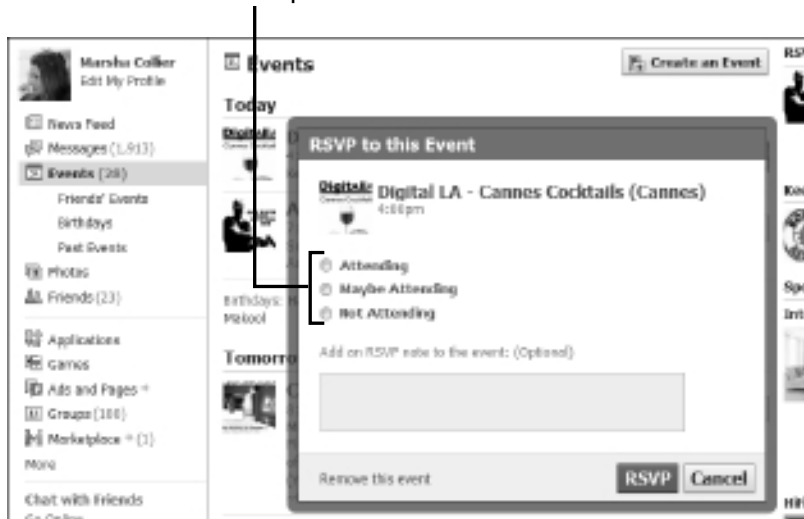 Marsha Collier
Edit My Profile
News Feed
Messages (1,913)
Events (28)
Friends' Events
Birthdays
Past Events
Photos
Friends (23)
Applications
Games
Ads and Pages
Groups (100)
Marketplace (1)
More
Chat with Friends
Events
Create an Event
Today
Birthdays:
Makool
Tomorro
RSVP to this Event
Digital LA - Cannes Cocktails (Cannes)
4:00pm
Attending
Maybe Attending
Not Attending
Add an RSVP note to the event: (Optional)
Remove this event
RSVP Cancel